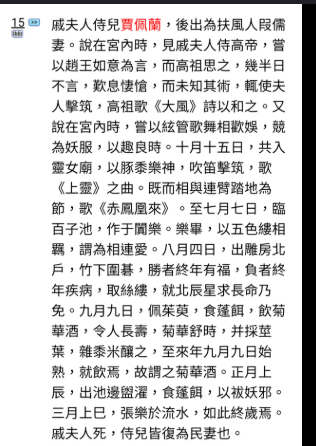 15
戚夫人侍兒賈佩蘭，後出為扶風人段儒
妻。說在宮內時，見戚夫人侍高帝，嘗
以趙王如意為言，而高祖思之，幾半日
不言，歎息悽愴，而未知其術，輒使夫
人擊筑，高祖歌《大風》詩以和之。又
說在宮內時，嘗以絃管歌舞相歡娛，競
為妖服，以趣良時。十月十五日，共入
靈女廟，以豚黍樂神，吹笛擊筑，歌
《上靈》之曲。既而相與連臂踏地為
節，歌《赤鳳凰來》。至七月七日，臨
百子池，作于闐樂。樂畢，以五色縷相
羈，謂為相連愛。八月四日，出雕房北
戶，竹下圍碁，勝者終年有福，負者終
年疾病，取絲縷，就北辰星求長命乃
免。九月九日，佩茱萸，食蓬餌，飲菊
華酒，令人長壽，菊華舒時，并採莖
葉，雜黍米釀之，至來年九月九日始
熟，就飲焉，故謂之菊華酒。正月上
辰，出池邊盥濯，食蓬餌，以祓妖邪。
三月上巳，張樂於流水，如此終歲焉。
戚夫人死，侍兒皆復為民妻也。